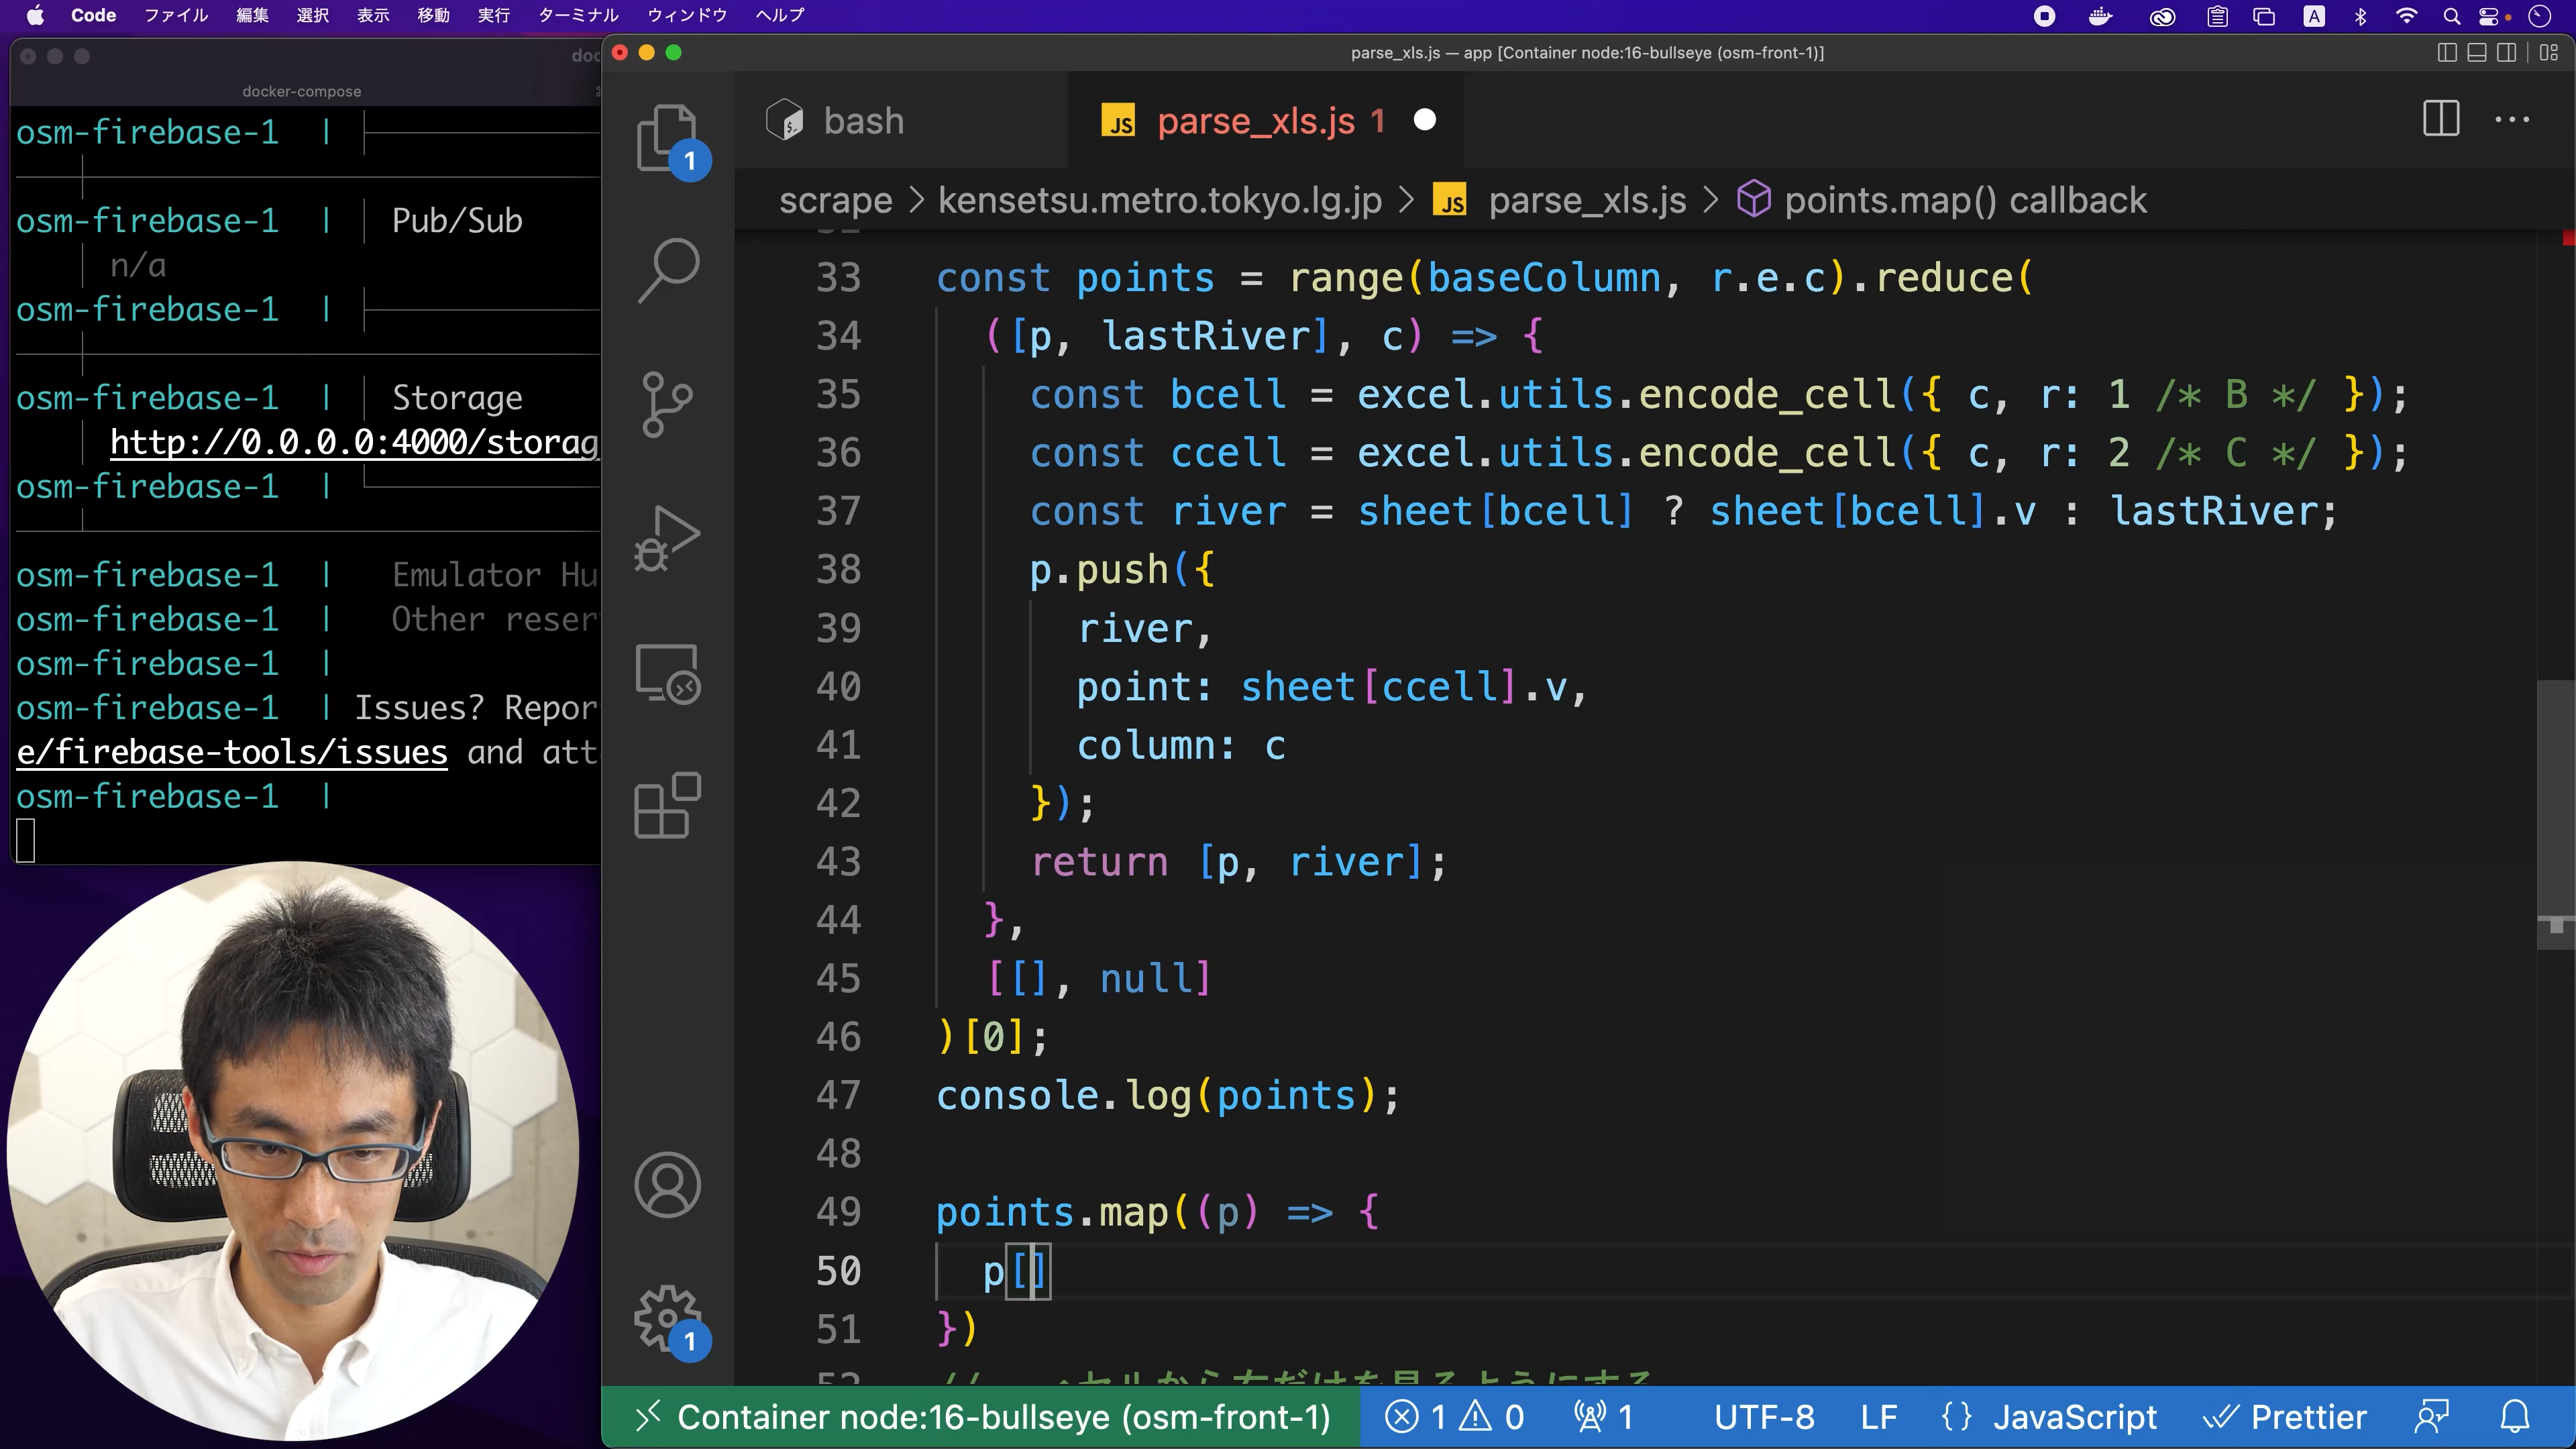 Code ファイル 編集 選択 表示 移動 実行 ターミナル ウィンドウ ヘルプ
A
docker-compose
osm-firebase-1 |
osm-firebase-1 | Pub/Sub
n/a
osm-firebase-1 |
osm-firebase-1 | Storage
http://0.0.0.0:4000/storag
osm-firebase-1 |
osm-firebase-1 | Emulator Hu
osm-firebase-1 | Other reser
osm-firebase-1 |
osm-firebase-1 | Issues? Repor
e/firebase-tools/issues and att
osm-firebase-1 |
parse_xls.js — app [Container node:16-bullseye (osm-front-1)]
1
bash
JS parse_xls.js 1
scrape > kensetsu.metro.tokyo.lg.jp > JS parse_xls.js > points.map() callback
33 const points = range(baseColumn, r.e.c).reduce(
34 ([p, lastRiver], c) => {
35 const bcell = excel.utils.encode_cell({ c, r: 1 /* B */ });
36 const ccell = excel.utils.encode_cell({ c, r: 2 /* C */ });
37 const river = sheet[bcell] ? sheet[bcell].v : lastRiver;
38 p.push({
39 river,
40 point: sheet[ccell].v,
41 column: c
42 });
43 return [p, river];
44 },
45 [[], null]
46 )[0];
47 console.log(points);
48
49 points.map((p) => {
50 p[]
51 })
1
Container node:16-bullseye (osm-front-1) 1 0 1 UTF-8 LF {} JavaScript Prettier